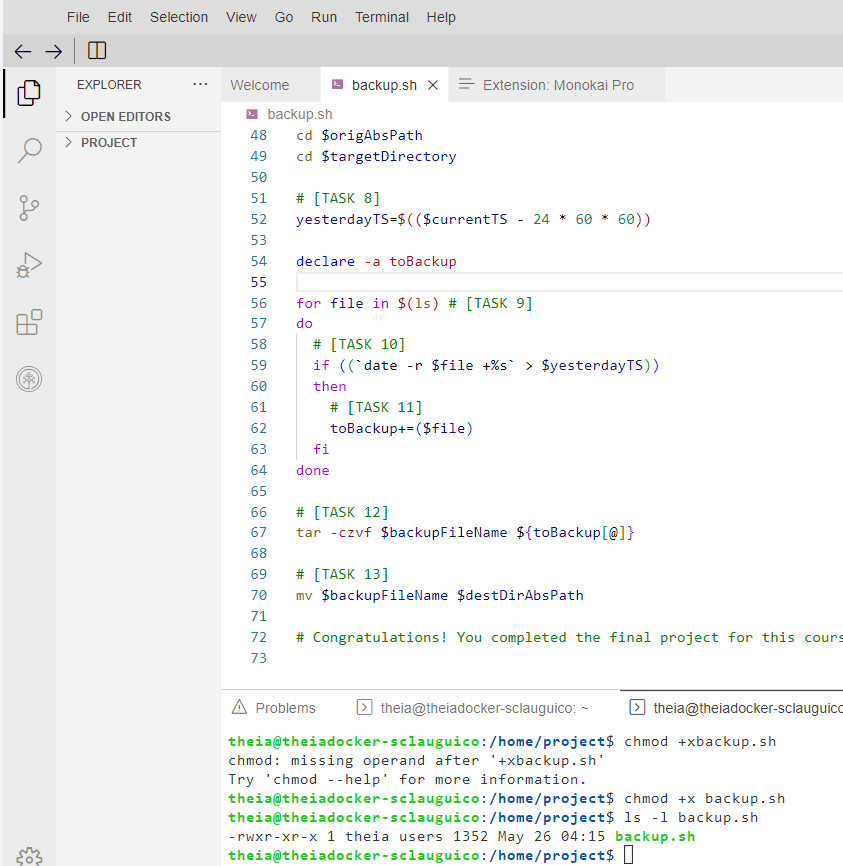 File Edit Selection View Go Run Terminal Help
EXPLORER ...
OPEN EDITORS
PROJECT
Welcome backup.sh × Extension: Monokai Pro
backup.sh
48 cd $origAbsPath
49 cd $targetDirectory
50
51 # [TASK 8]
52 yesterdayTS=$(($currentTS - 24 * 60 * 60))
53
54 declare -a toBackup
55
56 for file in $(ls) # [TASK 9]
57 do
58 # [TASK 10]
59 if ((`date -r $file +%s` > $yesterdayTS))
60 then
61 # [TASK 11]
62 toBackup+=($file)
63 fi
64 done
65
66 # [TASK 12]
67 tar -czvf $backupFileName ${toBackup[@]}
68
69 # [TASK 13]
70 mv $backupFileName $destDirAbsPath
71
72 # Congratulations! You completed the final project for this cours
73
Problems theia@theiadocker-sclauguico: ~ theia@theiadocker-sclauguico
theia@theiadocker-sclauguico:/home/project$ chmod +xbackup.sh
chmod: missing operand after '+xbackup.sh'
Try 'chmod --help' for more information.
theia@theiadocker-sclauguico:/home/project$ chmod +x backup.sh
theia@theiadocker-sclauguico:/home/project$ ls -l backup.sh
-rwxr-xr-x 1 theia users 1352 May 26 04:15 backup.sh
theia@theiadocker-sclauguico:/home/project$